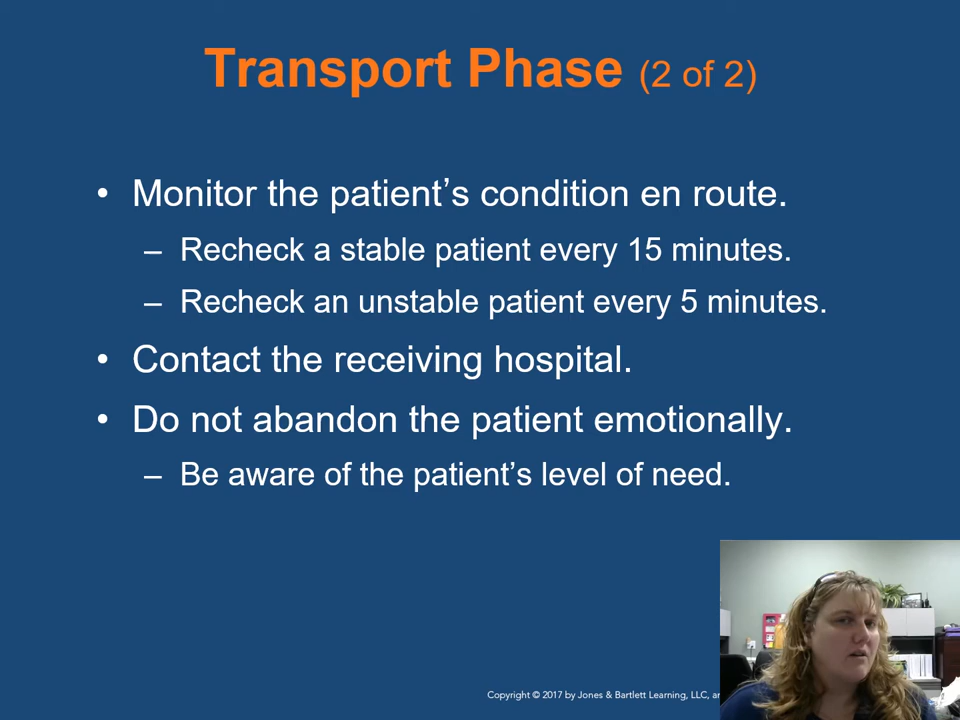 Transport Phase (2 of 2)
• Monitor the patient's condition en route.
– Recheck a stable patient every 15 minutes.
– Recheck an unstable patient every 5 minutes.
• Contact the receiving hospital.
• Do not abandon the patient emotionally.
– Be aware of the patient's level of need.
Copyright © 2017 by Jones & Bartlett Learning, LLC, an